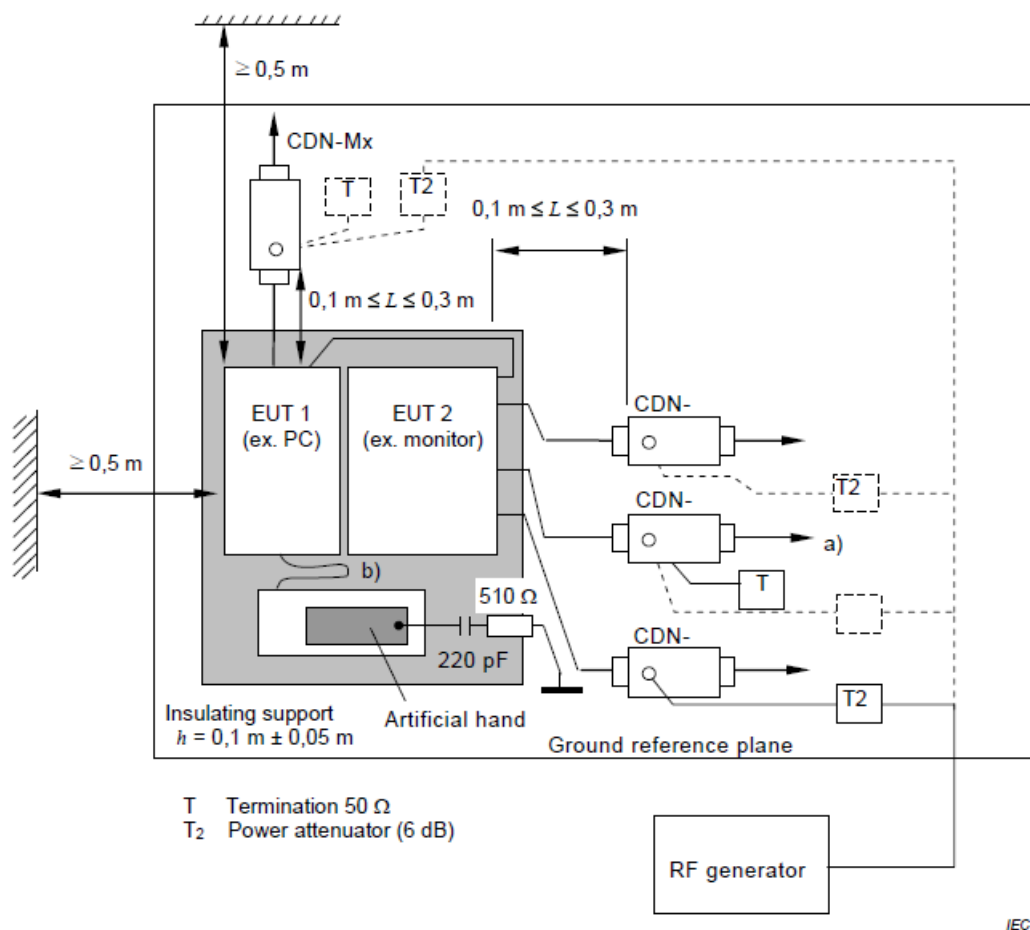 ≥ 0,5 m
CDN-Mx
T
T2
0,1 m ≤ L ≤ 0,3 m
0,1 m ≤ L ≤ 0,3 m
EUT 1
(ex. PC)
EUT 2
(ex. monitor)
CDN-
≥ 0,5 m
T2
CDN-
a)
b)
T
510 Ω
CDN-
220 pF
T2
Artificial hand
Insulating support
h = 0,1 m ± 0,05 m
Ground reference plane
T Termination 50 Ω
T2 Power attenuator (6 dB)
RF generator
IEC